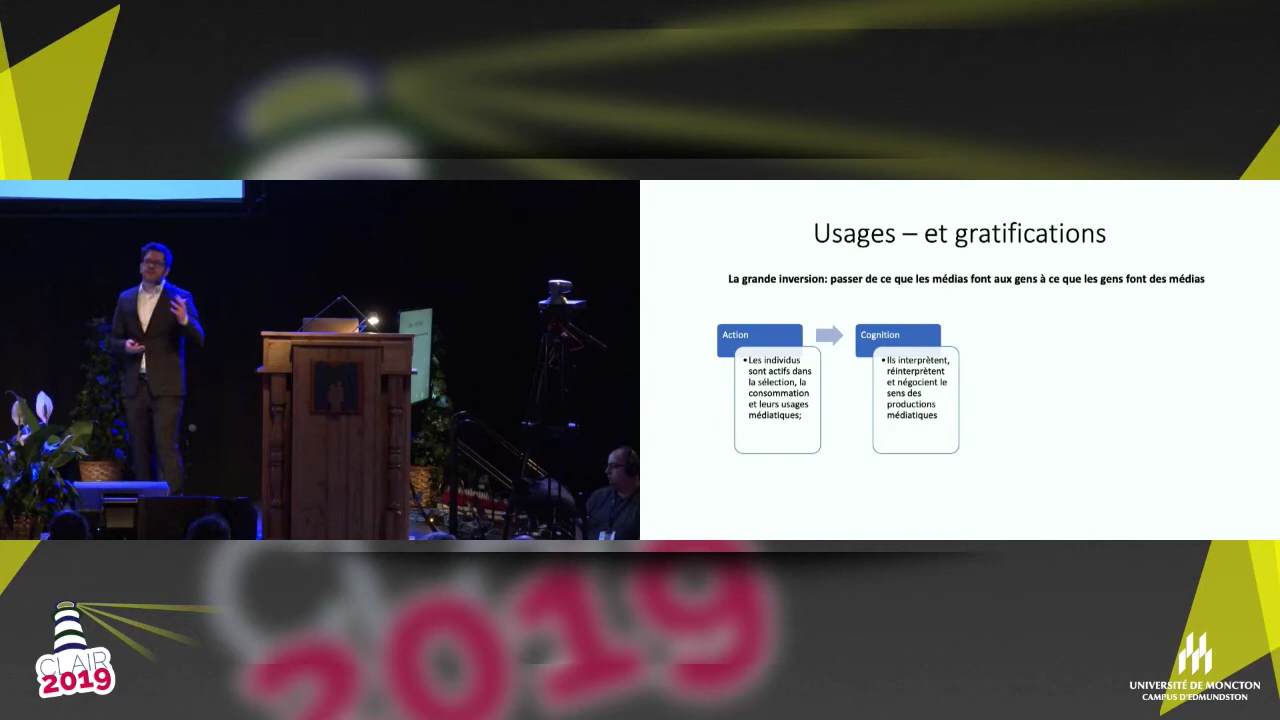 Usages – et gratifications
La grande inversion: passer de ce que les médias font aux gens à ce que les gens font des médias
Action
• Les individus
sont actifs dans
la sélection, la
consommation
et leurs usages
médiatiques;
Cognition
• Ils interprètent,
réinterprètent
et négocient le
sens des
productions
médiatiques
2019
CLAIR
2019
UNIVERSITÉ DE MONCTON
CAMPUS D'EDMUNDSTON